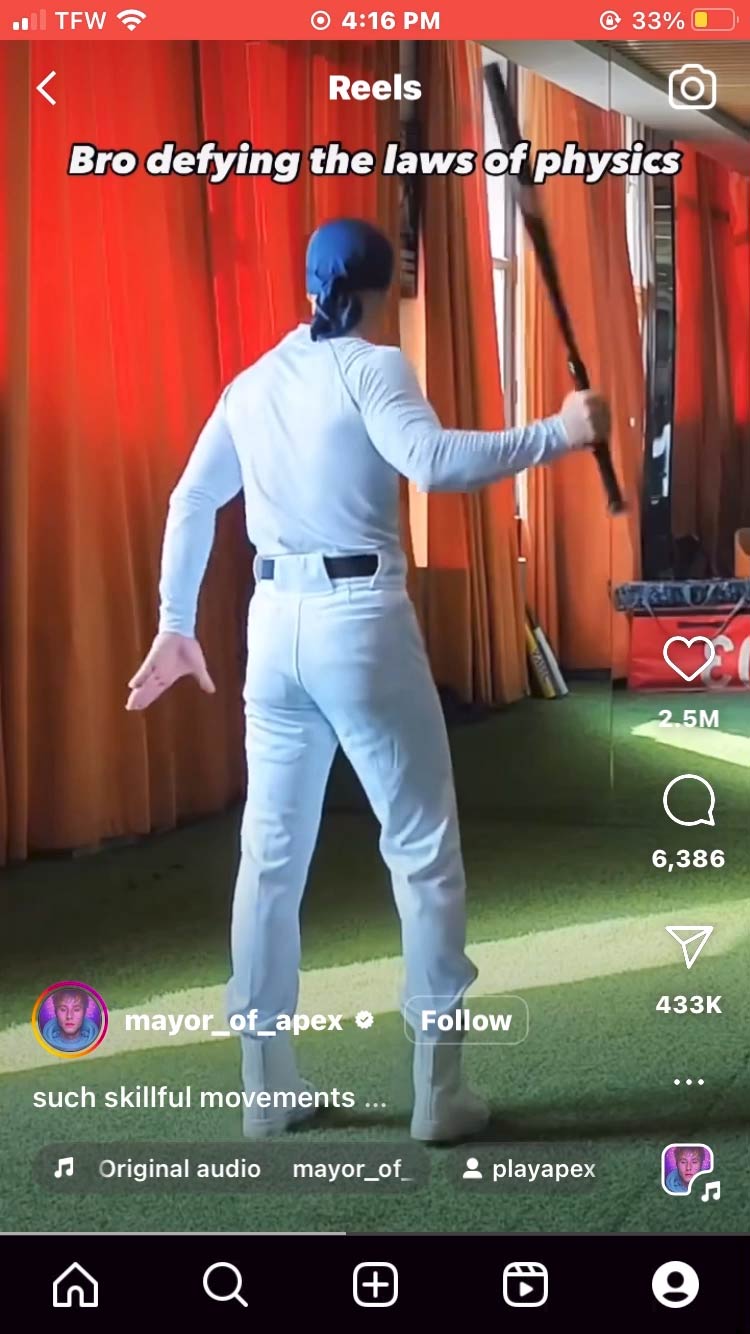 TFW 4:16 PM 33%
Reels
Bro defying the laws of physics
2.5M
6,386
433K
mayor_of_apex Follow
such skillful movements ...
Original audio mayor_of_ playapex